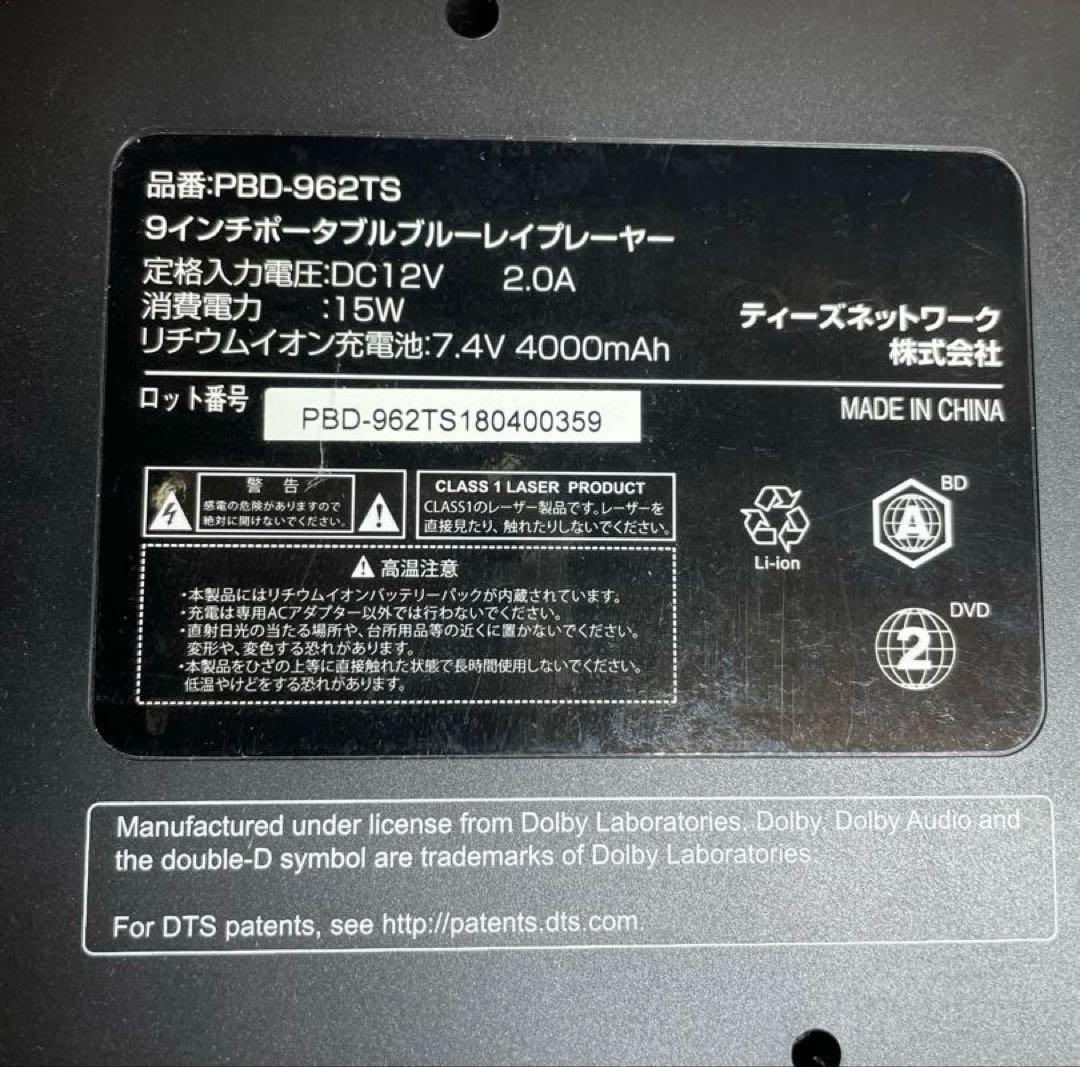 品番:PBD-962TS
9インチポータブルブルーレイプレーヤー
定格入力電圧:DC12V 2.0A
消費電力 :15W
リチウムイオン充電池:7.4V 4000mAh
ティーズネットワーク
株式会社
ロット番号 PBD-962TS180400359
MADE IN CHINA
警告
感電の危険がありますので
絶対に開けないでください。
CLASS 1 LASER PRODUCT
CLASS1のレーザー製品です。レーザーを
直接見たり、触れたりしないでください。
Li-ion
A
BD
高温注意
・本製品にはリチウムイオンバッテリーパックが内蔵されています。
・充電は専用ACアダプター以外では行わないでください。
・直射日光の当たる場所や、台所用品等の近くに置かないでください。
変形や、変色する恐れがあります。
・本製品をひざの上等に直接触れた状態で長時間使用しないでください。
低温やけどをする恐れがあります。
2
DVD
Manufactured under license from Dolby Laboratories. Dolby, Dolby Audio and
the double-D symbol are trademarks of Dolby Laboratories
For DTS patents, see http://patents.dts.com.